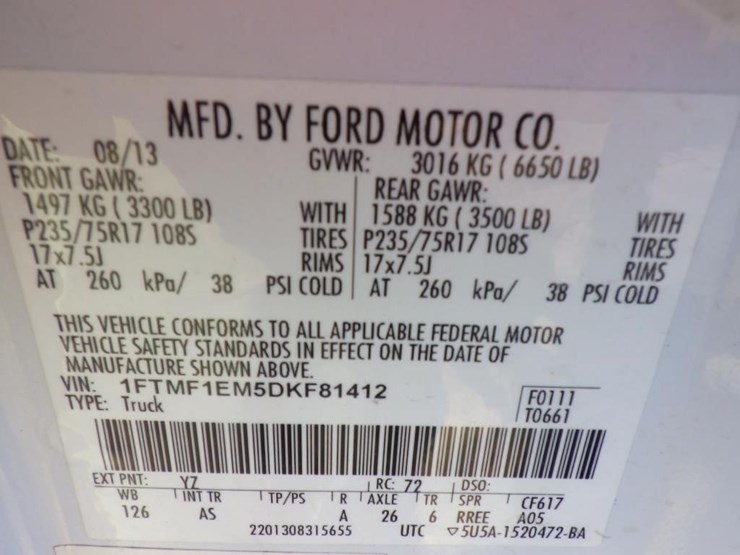 MFD. BY FORD MOTOR CO.
DATE: 08/13 GVWR: 3016 KG ( 6650 LB)
FRONT GAWR: REAR GAWR:
1497 KG ( 3300 LB) WITH 1588 KG ( 3500 LB) WITH
P235/75R17 108S TIRES P235/75R17 108S TIRES
17x7.5J RIMS 17x7.5J RIMS
AT 260 kPa/ 38 PSI COLD AT 260 kPa/ 38 PSI COLD
THIS VEHICLE CONFORMS TO ALL APPLICABLE FEDERAL MOTOR
VEHICLE SAFETY STANDARDS IN EFFECT ON THE DATE OF
MANUFACTURE SHOWN ABOVE.
VIN: 1FTMF1EM5DKF81412 F0111
TYPE: Truck T0661
EXT PNT: YZ RC: 72 DSO:
WB INT TR TP/PS R AXLE TR SPR CF617
126 AS A 26 6 RREE A05
2201308315655 UTC ▽5U5A-1520472-BA